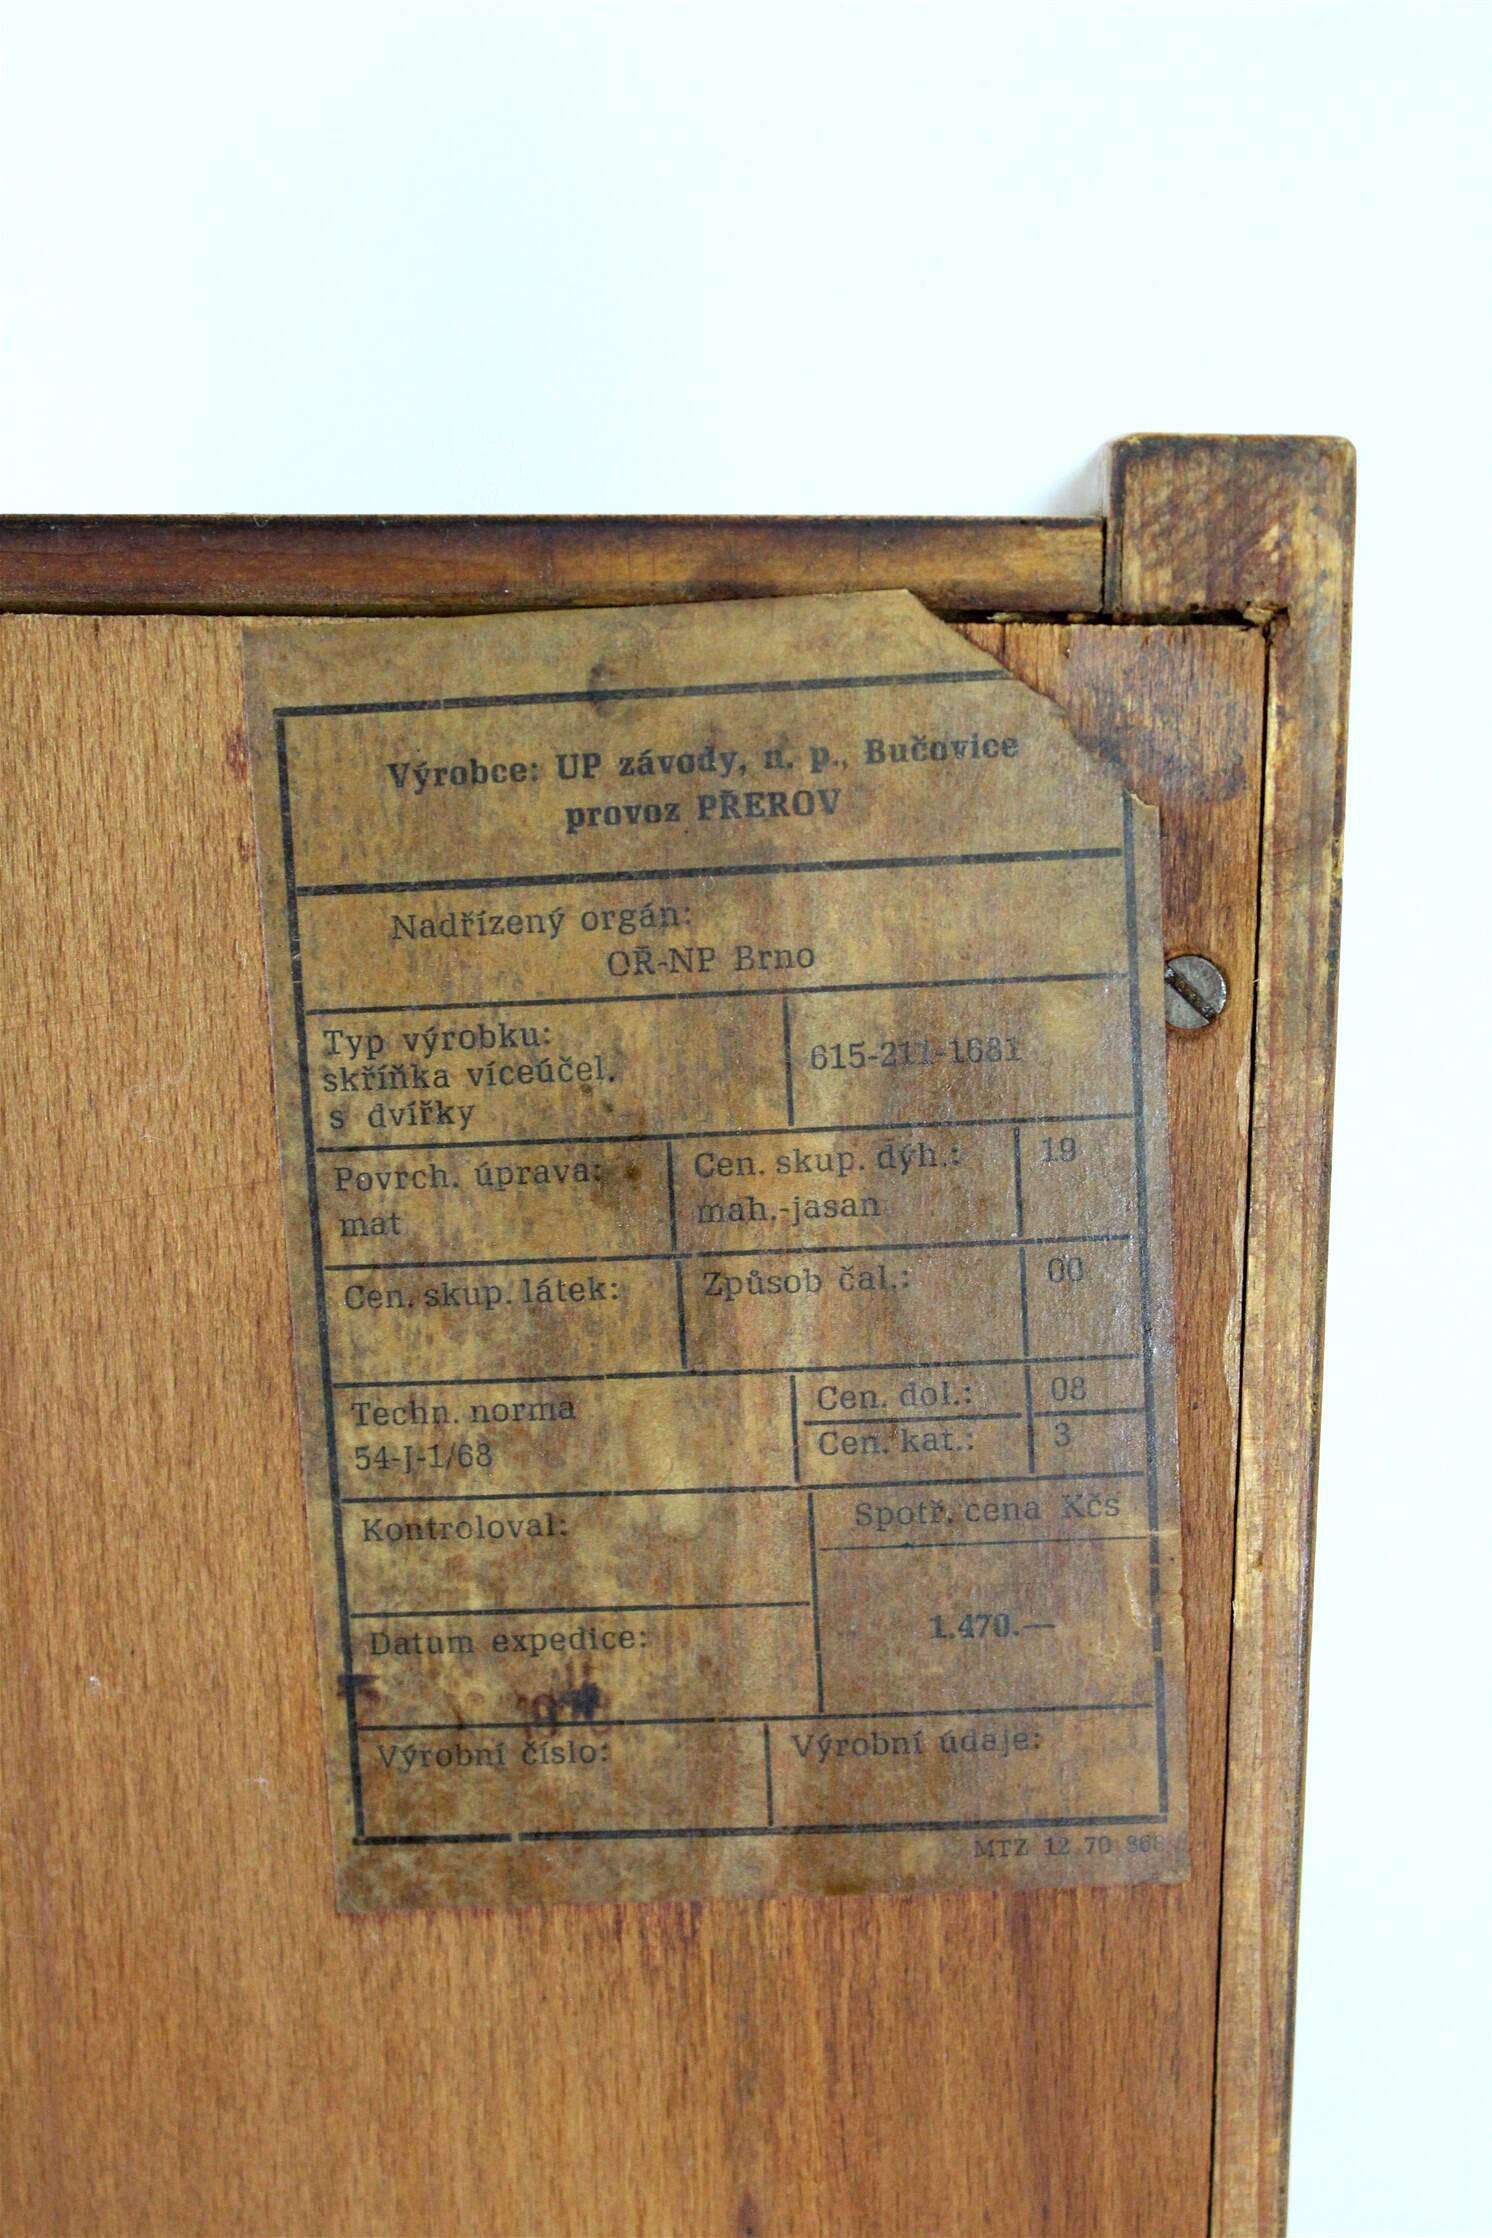 Výrobce: UP závody, n. p., Bučovice
provoz PŘEROV
Nadřízený orgán:
OŘ-NP Brno
Typ výrobku:
skříňka víceúčel.
s dvířky
615-211-1681
Povrch. úprava:
mat
Cen. skup. dýh.:
mah.-jasan
19
Cen. skup. látek:
Způsob čal.:
00
Techn. norma
54-J-1/68
Cen. dol.:
08
Cen. kat.:
3
Kontroloval:
Spotř. cena Kčs
1.470.—
Datum expedice:
Výrobní číslo:
Výrobní údaje:
MTZ 12 70